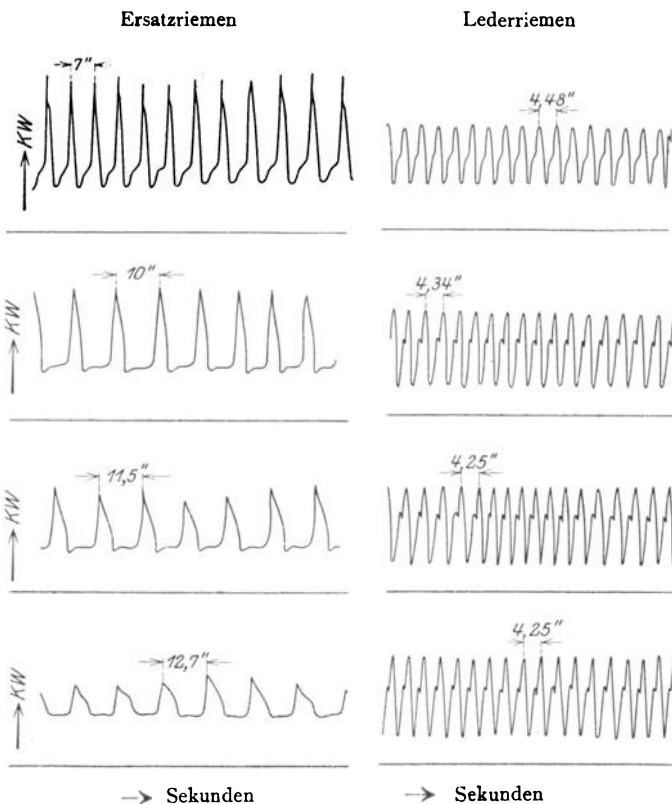 Ersatzriemen Lederriemen
7"
4,48"
KW
10"
4,34"
KW
11,5"
4,25"
KW
12,7"
4,25"
KW
Sekunden Sekunden